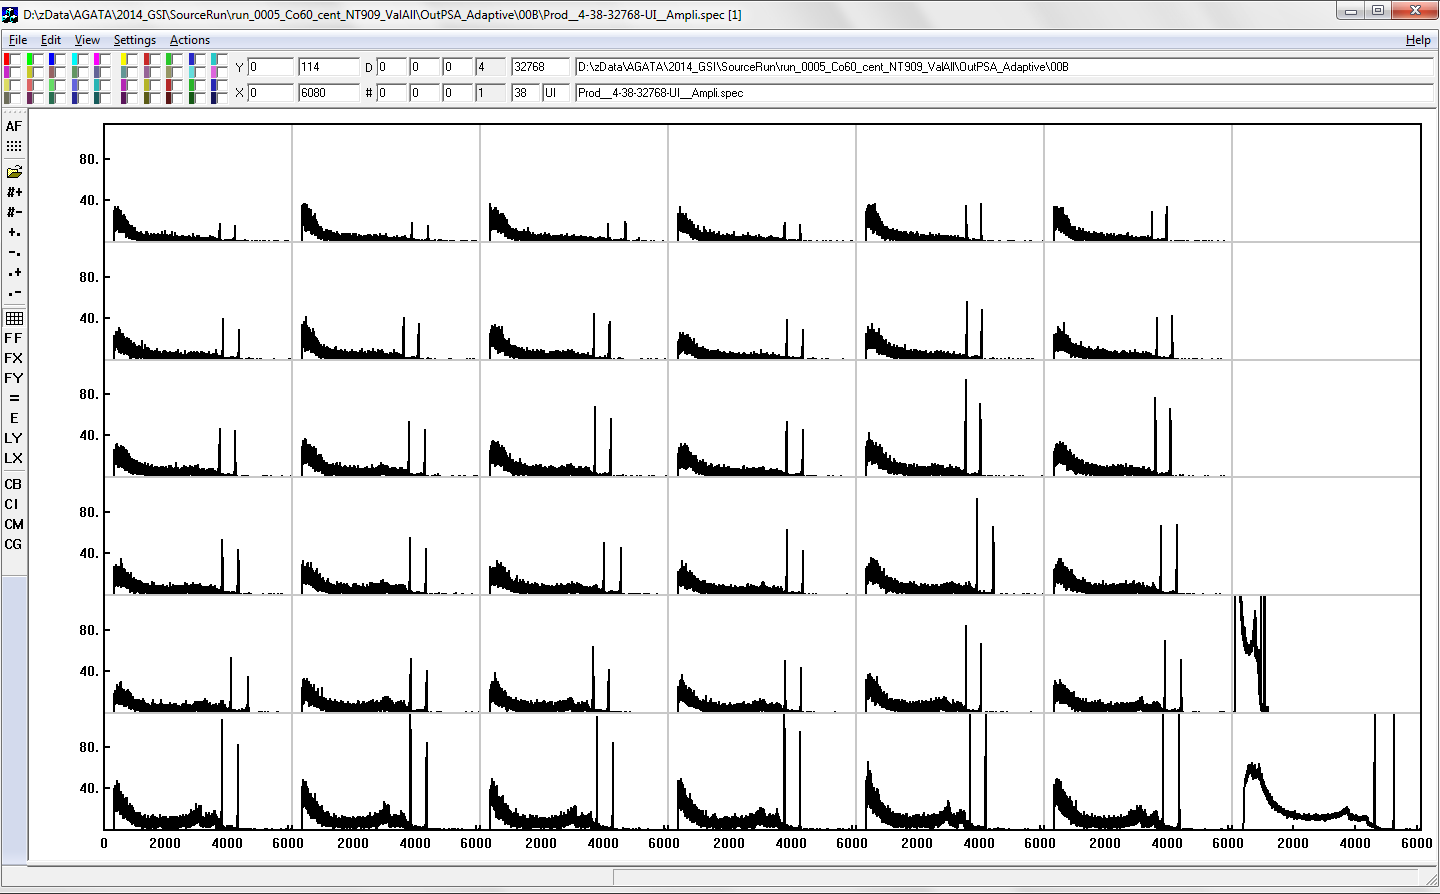 D:\zData\AGATA\2014_GSI\SourceRun\run_0005_Co60_cent_NT909_ValAll\OutPSA_Adaptive\00B\Prod__4-38-32768-UI__Ampli.spec [1]
File Edit View Settings Actions Help
Y 0 114 D 0 0 0 4 32768 D:\zData\AGATA\2014_GSI\SourceRun\run_0005_Co60_cent_NT909_ValAll\OutPSA_Adaptive\00B
X 0 6080 # 0 0 0 1 38 UI Prod__4-38-32768-UI__Ampli.spec
AF
#+
#-
+.
-.
.+
.-
FF
FX
FY
=
E
LY
LX
CB
CI
CM
CG
80.
40.
80.
40.
80.
40.
80.
40.
80.
40.
80.
40.
0 2000 4000 6000 2000 4000 6000 2000 4000 6000 2000 4000 6000 2000 4000 6000 2000 4000 6000 2000 4000 6000